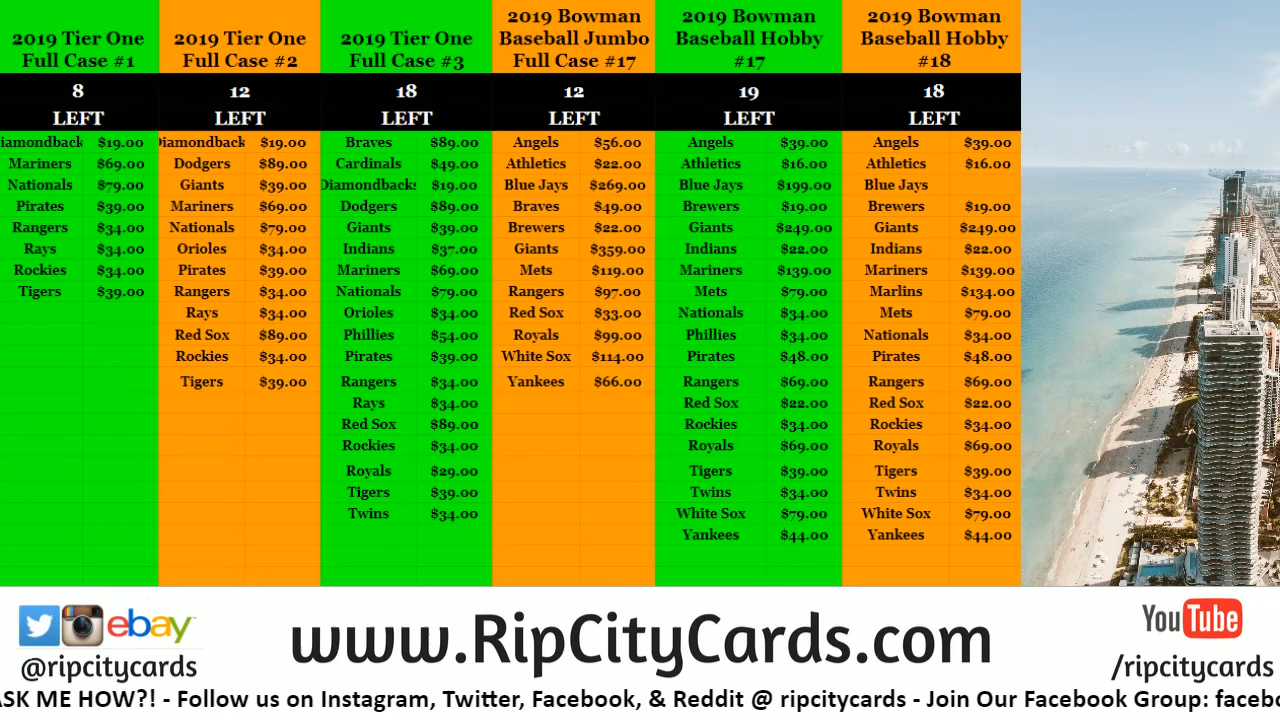 2019 Tier One
Full Case #1
8
LEFT
iamondback $19.00
Mariners $69.00
Nationals $79.00
Pirates $39.00
Rangers $34.00
Rays $34.00
Rockies $34.00
Tigers $39.00
2019 Tier One
Full Case #2
12
LEFT
Diamondback $19.00
Dodgers $89.00
Giants $39.00
Mariners $69.00
Nationals $79.00
Orioles $34.00
Pirates $39.00
Rangers $34.00
Rays $34.00
Red Sox $89.00
Rockies $34.00
Tigers $39.00
2019 Tier One
Full Case #3
18
LEFT
Braves $89.00
Cardinals $49.00
Diamondbacks $19.00
Dodgers $89.00
Giants $39.00
Indians $37.00
Mariners $69.00
Nationals $79.00
Orioles $34.00
Phillies $54.00
Pirates $39.00
Rangers $34.00
Rays $34.00
Red Sox $89.00
Rockies $34.00
Royals $29.00
Tigers $39.00
Twins $34.00
2019 Bowman
Baseball Jumbo
Full Case #17
12
LEFT
Angels $56.00
Athletics $22.00
Blue Jays $269.00
Braves $49.00
Brewers $22.00
Giants $359.00
Mets $119.00
Rangers $97.00
Red Sox $33.00
Royals $99.00
White Sox $114.00
Yankees $66.00
2019 Bowman
Baseball Hobby
#17
19
LEFT
Angels $39.00
Athletics $16.00
Blue Jays $199.00
Brewers $19.00
Giants $249.00
Indians $22.00
Mariners $139.00
Mets $79.00
Nationals $34.00
Phillies $34.00
Pirates $48.00
Rangers $69.00
Red Sox $22.00
Rockies $34.00
Royals $69.00
Tigers $39.00
Twins $34.00
White Sox $79.00
Yankees $44.00
2019 Bowman
Baseball Hobby
#18
18
LEFT
Angels $39.00
Athletics $16.00
Blue Jays
Brewers $19.00
Giants $249.00
Indians $22.00
Mariners $139.00
Marlins $134.00
Mets $79.00
Nationals $34.00
Pirates $48.00
Rangers $69.00
Red Sox $22.00
Rockies $34.00
Royals $69.00
Tigers $39.00
Twins $34.00
White Sox $79.00
Yankees $44.00
ebay
@ripcitycards
www.RipCityCards.com
YouTube
/ripcitycards
ASK ME HOW?! - Follow us on Instagram, Twitter, Facebook, & Reddit @ ripcitycards - Join Our Facebook Group: facebo